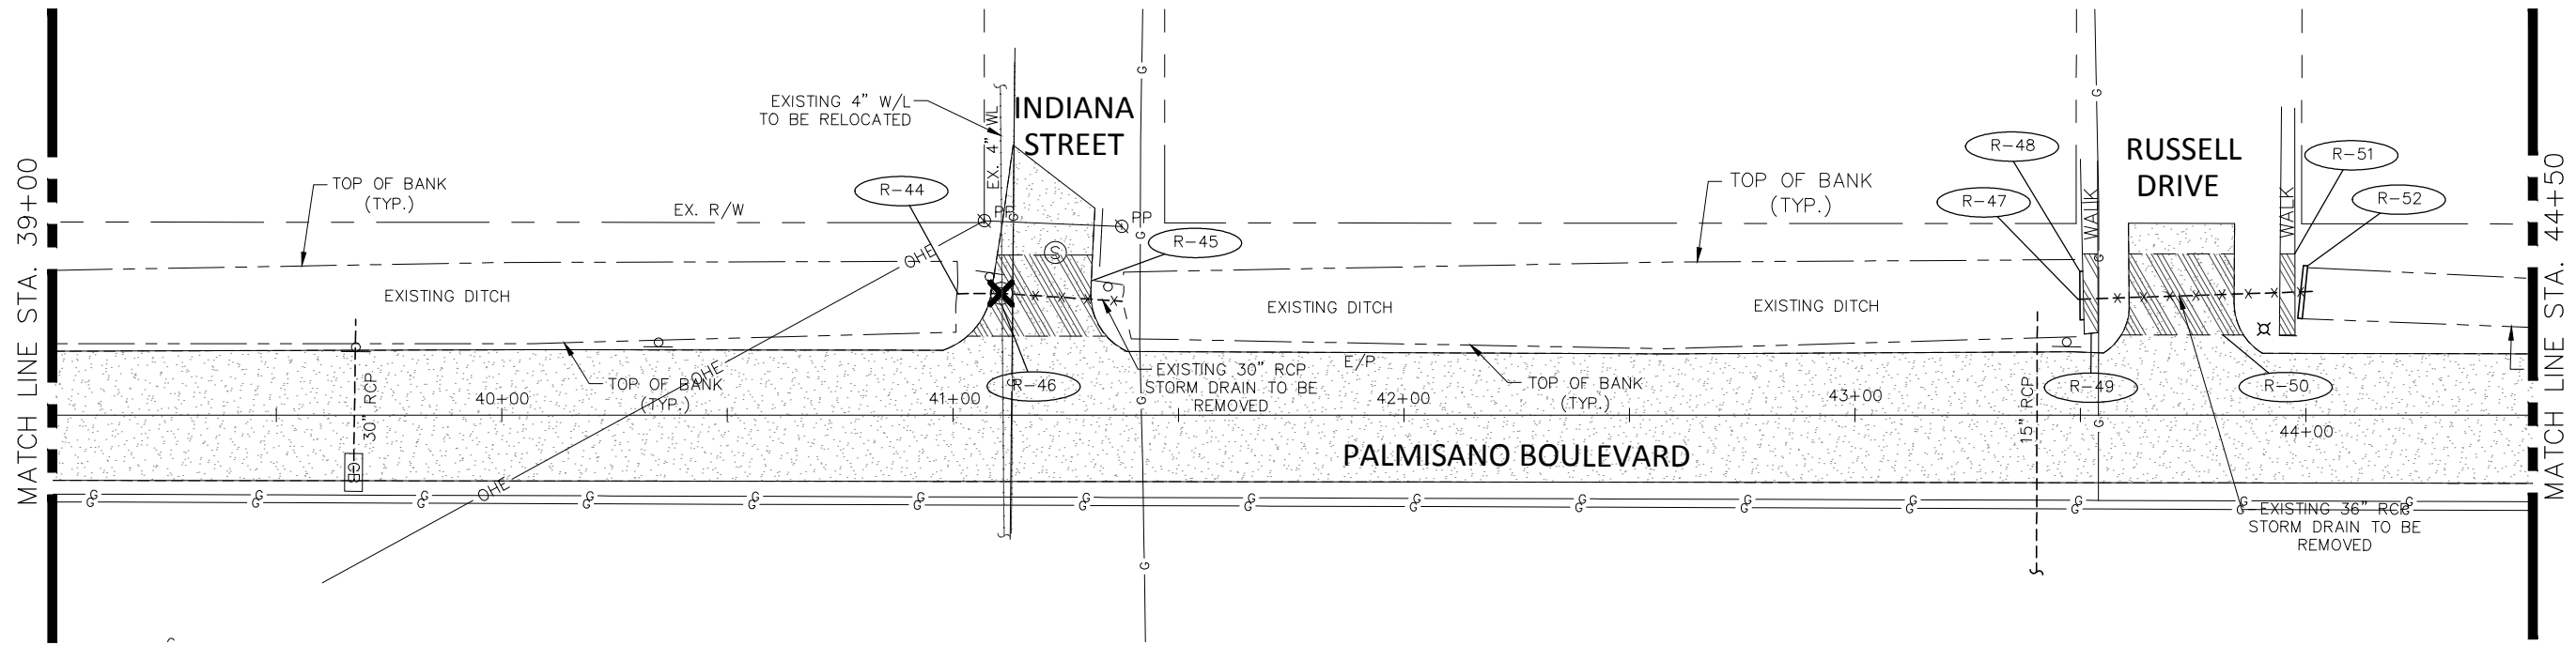 MATCH LINE STA. 39+00
EXISTING 4" W/L
TO BE RELOCATED
EX. 4" WL
INDIANA
STREET
TOP OF BANK
(TYP.)
EX. R/W
R-44
PP
PP
R-45
S
OHE
EXISTING DITCH
TOP OF BANK
(TYP.)
EXISTING DITCH
EXISTING DITCH
R-48
R-47
RUSSELL
DRIVE
WALK
WALK
R-51
R-52
MATCH LINE STA. 44+50
TOP OF BANK
(TYP.)
OHE
30" RCP
CB
OHE
R-46
EXISTING 30" RCP
STORM DRAIN TO BE
REMOVED
E/P
TOP OF BANK
(TYP.)
15" RCP
R-49
R-50
40+00
41+00
42+00
43+00
44+00
PALMISANO BOULEVARD
EXISTING 36" RCP
STORM DRAIN TO BE
REMOVED
G G G G G G G G G G G G G G G
G G G G G G G G G G G G G G G